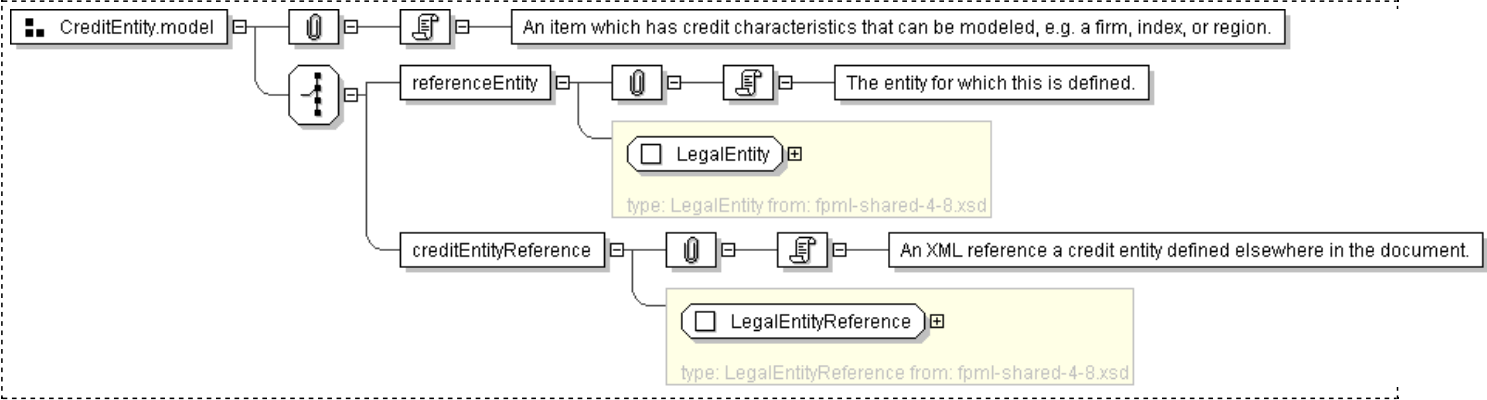 CreditEntity.model
An item which has credit characteristics that can be modeled, e.g. a firm, index, or region.
referenceEntity
The entity for which this is defined.
LegalEntity
type: LegalEntity from: fpml-shared-4-8.xsd
creditEntityReference
An XML reference a credit entity defined elsewhere in the document.
LegalEntityReference
type: LegalEntityReference from: fpml-shared-4-8.xsd